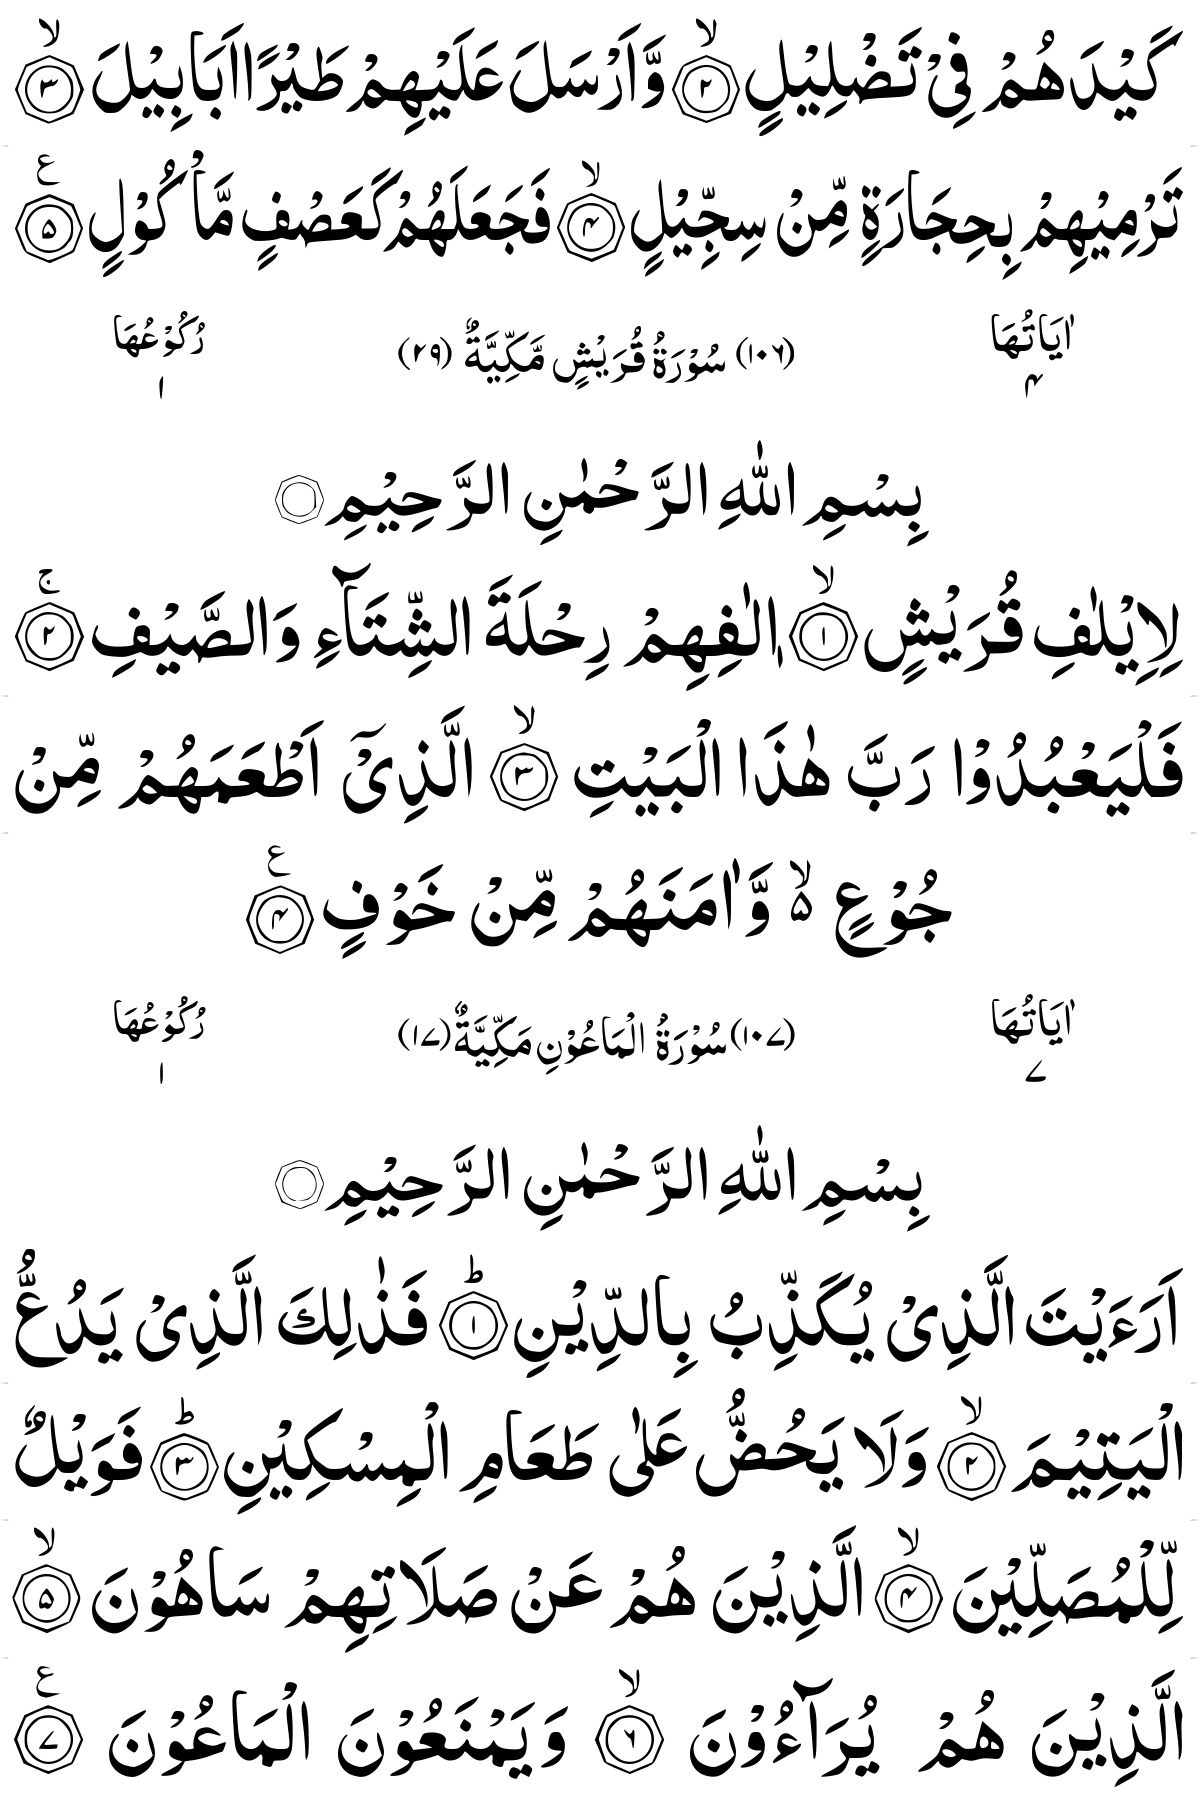 كَيْدَهُمْ فِيْ تَضْلِيْلٍ ۙ‏﴿۲﴾ وَّاَرْسَلَ عَلَيْهِمْ طَيْرًا اَبَابِيْلَ ۙ‏﴿۳﴾
تَرْمِيْهِمْ بِحِجَارَةٍ مِّنْ سِجِّيْلٍ ۙ‏﴿۴﴾ فَجَعَلَهُمْ كَعَصْفٍ مَّاْكُوْلٍ ﴿۵﴾ ع
اٰيَاتُهَا ۴ (۱۰۶) سُوْرَةُ قُرَيْشٍ مَّكِّيَّةٌ (۲۹) رُكُوْعُهَا ۱
بِسْمِ اللّٰهِ الرَّحْمٰنِ الرَّحِيْمِ
لِاِيْلٰفِ قُرَيْشٍ ۙ‏﴿۱﴾ اٖلٰفِهِمْ رِحْلَةَ الشِّتَآءِ وَالصَّيْفِ ۚ‏﴿۲﴾
فَلْيَعْبُدُوْا رَبَّ هٰذَا الْبَيْتِ ۙ‏﴿۳﴾ الَّذِيْٓ اَطْعَمَهُمْ مِّنْ
جُوْعٍ ۵ۙ وَّاٰمَنَهُمْ مِّنْ خَوْفٍ ﴿۴﴾ ع
اٰيَاتُهَا ۷ (۱۰۷) سُوْرَةُ الْمَاعُوْنِ مَكِّيَّةٌ (۱۷) رُكُوْعُهَا ۱
بِسْمِ اللّٰهِ الرَّحْمٰنِ الرَّحِيْمِ
اَرَءَيْتَ الَّذِيْ يُكَذِّبُ بِالدِّيْنِ ؕ‏﴿۱﴾ فَذٰلِكَ الَّذِيْ يَدُعُّ
الْيَتِيْمَ ۙ‏﴿۲﴾ وَلَا يَحُضُّ عَلٰى طَعَامِ الْمِسْكِيْنِ ؕ‏﴿۳﴾ فَوَيْلٌ
لِّلْمُصَلِّيْنَ ۙ‏﴿۴﴾ الَّذِيْنَ هُمْ عَنْ صَلَاتِهِمْ سَاهُوْنَ ۙ‏﴿۵﴾
الَّذِيْنَ هُمْ يُرَآءُوْنَ ۙ‏﴿۶﴾ وَيَمْنَعُوْنَ الْمَاعُوْنَ ﴿۷﴾ ع